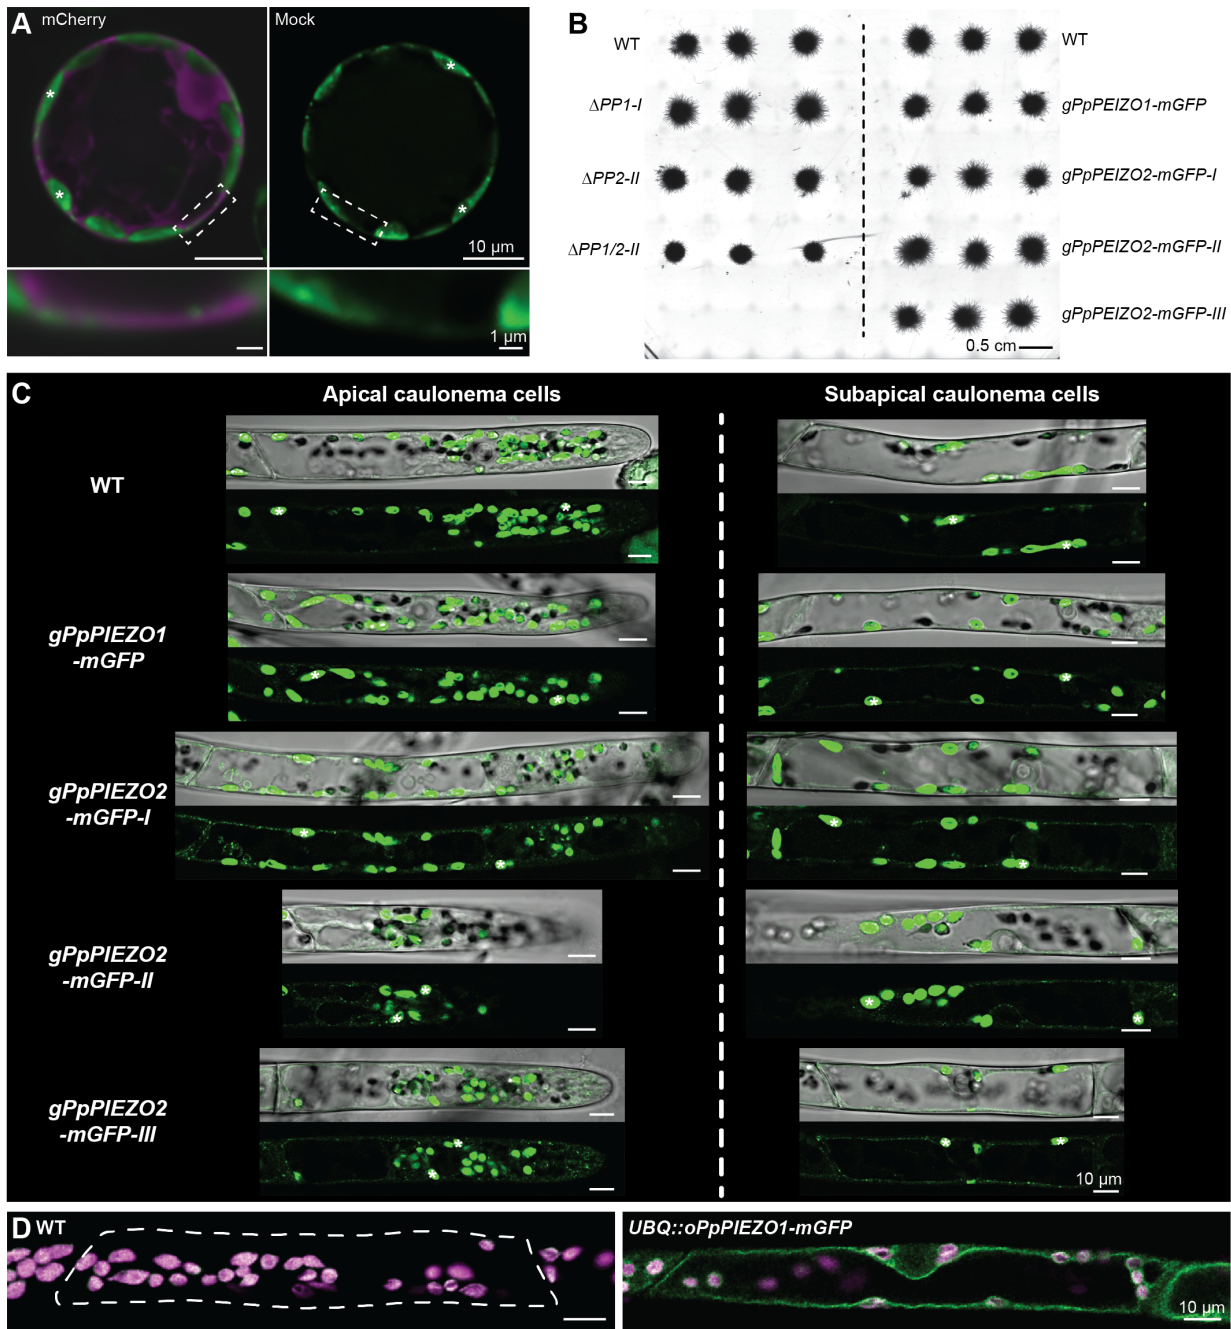 A
mCherry
Mock
10 µm
1 µm
B
WT
WT
ΔPP1-I
gPpPEIZO1-mGFP
ΔPP2-II
gPpPEIZO2-mGFP-I
ΔPP1/2-II
gPpPEIZO2-mGFP-II
gPpPEIZO2-mGFP-III
0.5 cm
C
Apical caulonema cells
Subapical caulonema cells
WT
gPpPIEZO1
-mGFP
gPpPIEZO2
-mGFP-I
gPpPIEZO2
-mGFP-II
gPpPIEZO2
-mGFP-III
10 µm
D
WT
UBQ::oPpPIEZO1-mGFP
10 µm